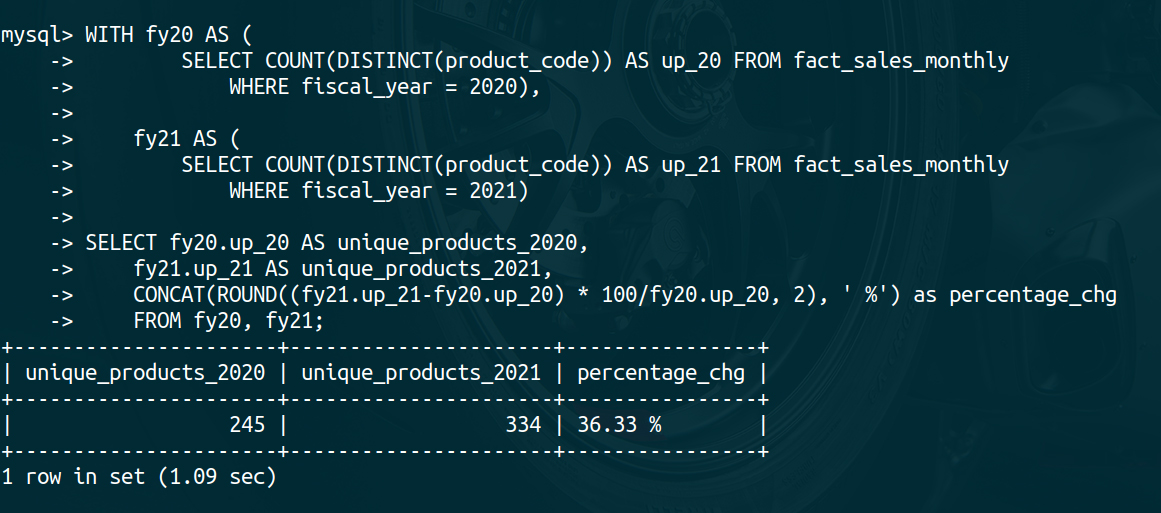 mysql> WITH fy20 AS (
    ->         SELECT COUNT(DISTINCT(product_code)) AS up_20 FROM fact_sales_monthly
    ->             WHERE fiscal_year = 2020),
    ->
    ->     fy21 AS (
    ->         SELECT COUNT(DISTINCT(product_code)) AS up_21 FROM fact_sales_monthly
    ->             WHERE fiscal_year = 2021)
    ->
    -> SELECT fy20.up_20 AS unique_products_2020,
    ->     fy21.up_21 AS unique_products_2021,
    ->     CONCAT(ROUND((fy21.up_21-fy20.up_20) * 100/fy20.up_20, 2), ' %') as percentage_chg
    ->     FROM fy20, fy21;
+----------------------+----------------------+----------------+
| unique_products_2020 | unique_products_2021 | percentage_chg |
+----------------------+----------------------+----------------+
|                  245 |                  334 | 36.33 %        |
+----------------------+----------------------+----------------+
1 row in set (1.09 sec)